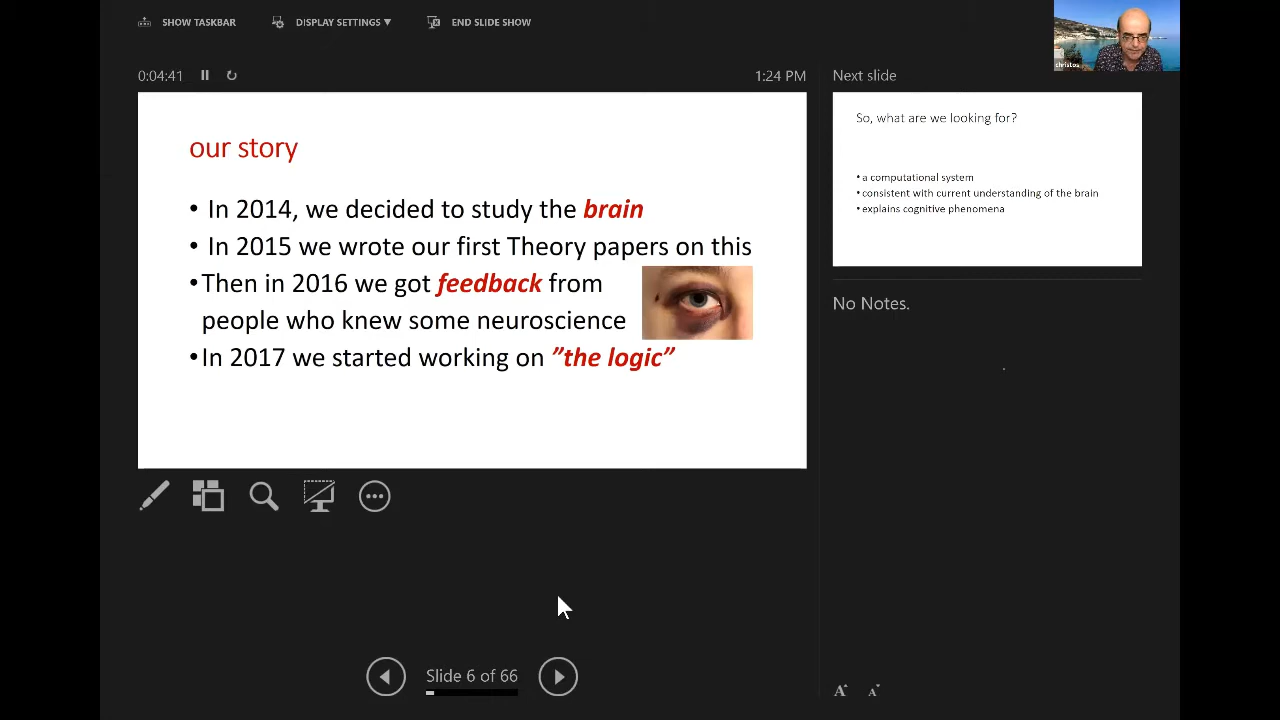 SHOW TASKBAR
DISPLAY SETTINGS ▼
END SLIDE SHOW
christos
0:04:41
1:24 PM
our story
• In 2014, we decided to study the brain
• In 2015 we wrote our first Theory papers on this
•Then in 2016 we got feedback from
people who knew some neuroscience
•In 2017 we started working on ”the logic”
Next slide
So, what are we looking for?
• a computational system
• consistent with current understanding of the brain
• explains cognitive phenomena
No Notes.
Slide 6 of 66
A A